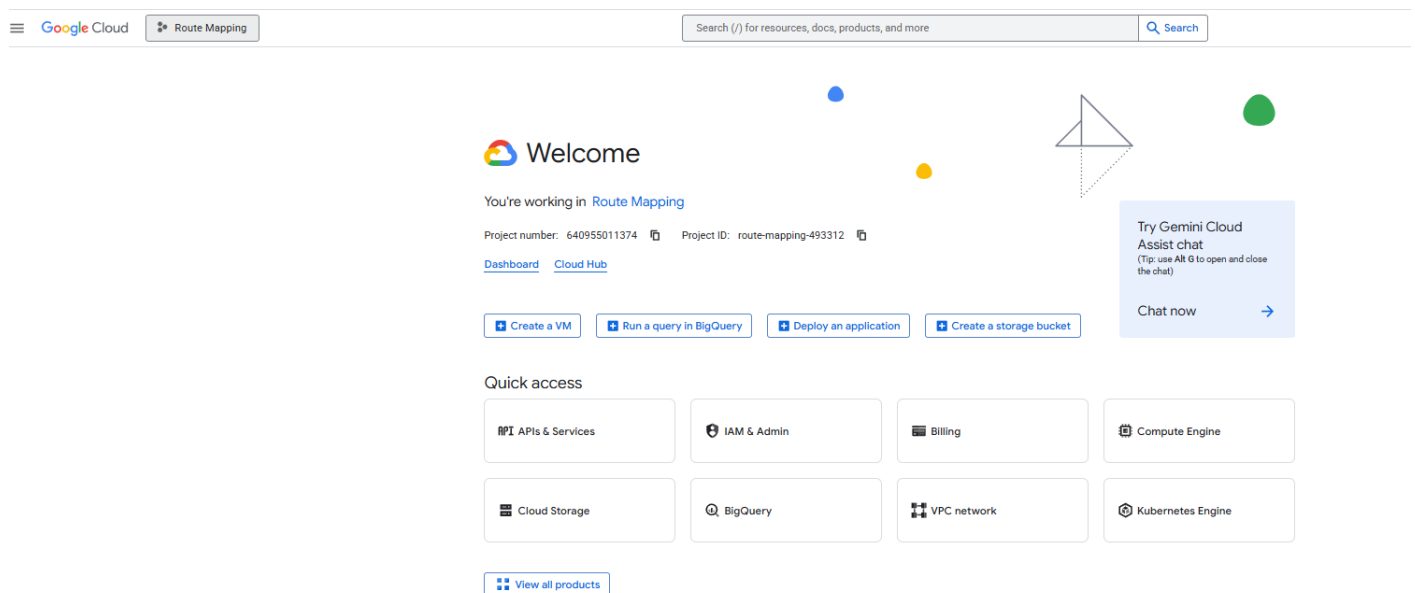 Google Cloud
Route Mapping
Search (/) for resources, docs, products, and more
Search
Welcome
You're working in Route Mapping
Project number: 640955011374 Project ID: route-mapping-493312
Dashboard Cloud Hub
Try Gemini Cloud
Assist chat
(Tip: use Alt G to open and close
the chat)
Chat now
Create a VM
Run a query in BigQuery
Deploy an application
Create a storage bucket
Quick access
API APIs & Services
IAM & Admin
Billing
Compute Engine
Cloud Storage
BigQuery
VPC network
Kubernetes Engine
View all products